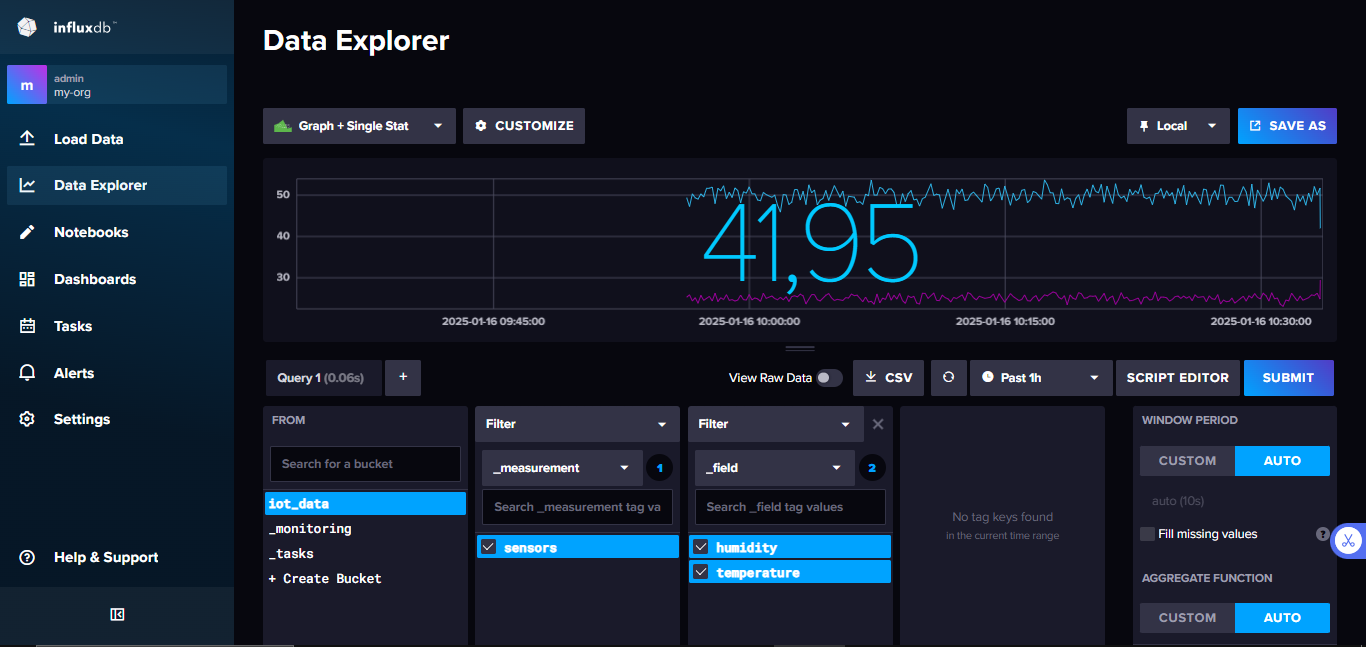 influxdb™
Data Explorer
m
admin
my-org
Load Data
Data Explorer
Notebooks
Dashboards
Tasks
Alerts
Settings
Help & Support
Graph + Single Stat
CUSTOMIZE
Local
SAVE AS
50
40
30
41,95
2025-01-16 09:45:00
2025-01-16 10:00:00
2025-01-16 10:15:00
2025-01-16 10:30:00
Query 1 (0.06s)
+
View Raw Data
CSV
Past 1h
SCRIPT EDITOR
SUBMIT
FROM
Search for a bucket
iot_data
_monitoring
_tasks
+ Create Bucket
Filter
_measurement
1
Search _measurement tag va
sensors
Filter
_field
2
Search _field tag values
humidity
temperature
No tag keys found
in the current time range
WINDOW PERIOD
CUSTOM
AUTO
auto (10s)
Fill missing values
?
AGGREGATE FUNCTION
CUSTOM
AUTO